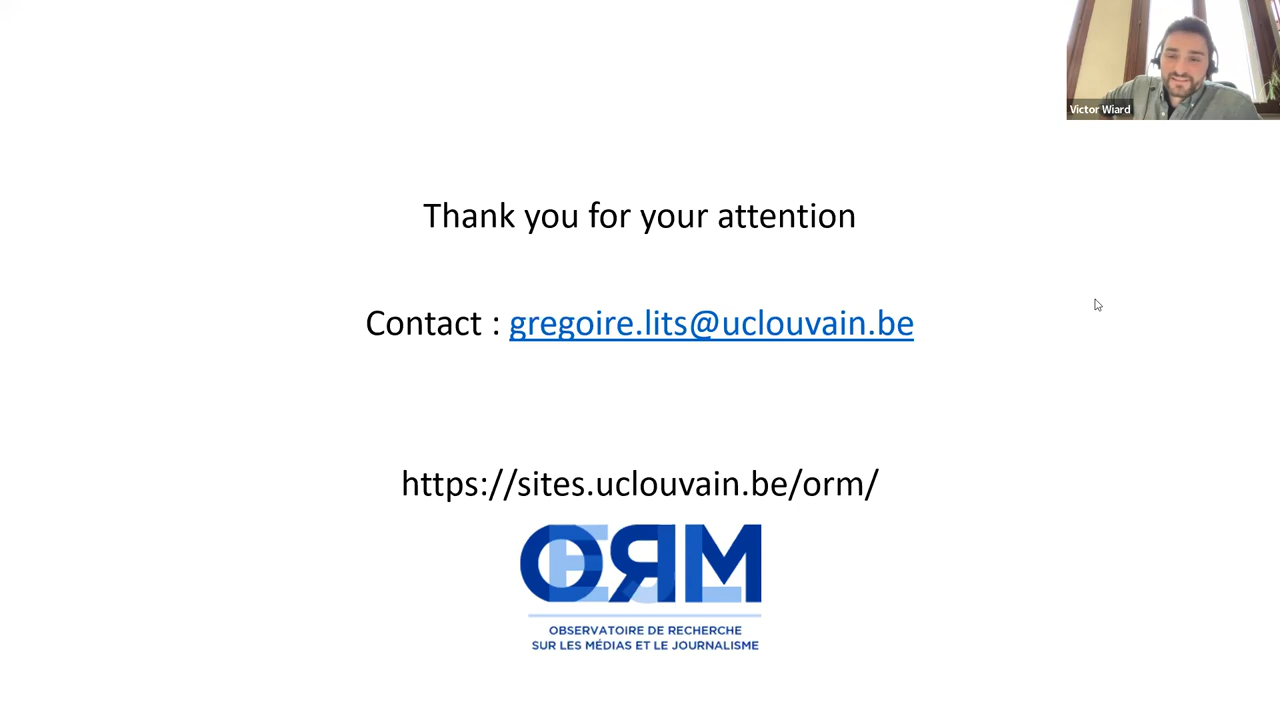 Victor Wiard
Thank you for your attention
Contact : gregoire.lits@uclouvain.be
https://sites.uclouvain.be/orm/
ORM
OBSERVATOIRE DE RECHERCHE
SUR LES MÉDIAS ET LE JOURNALISME